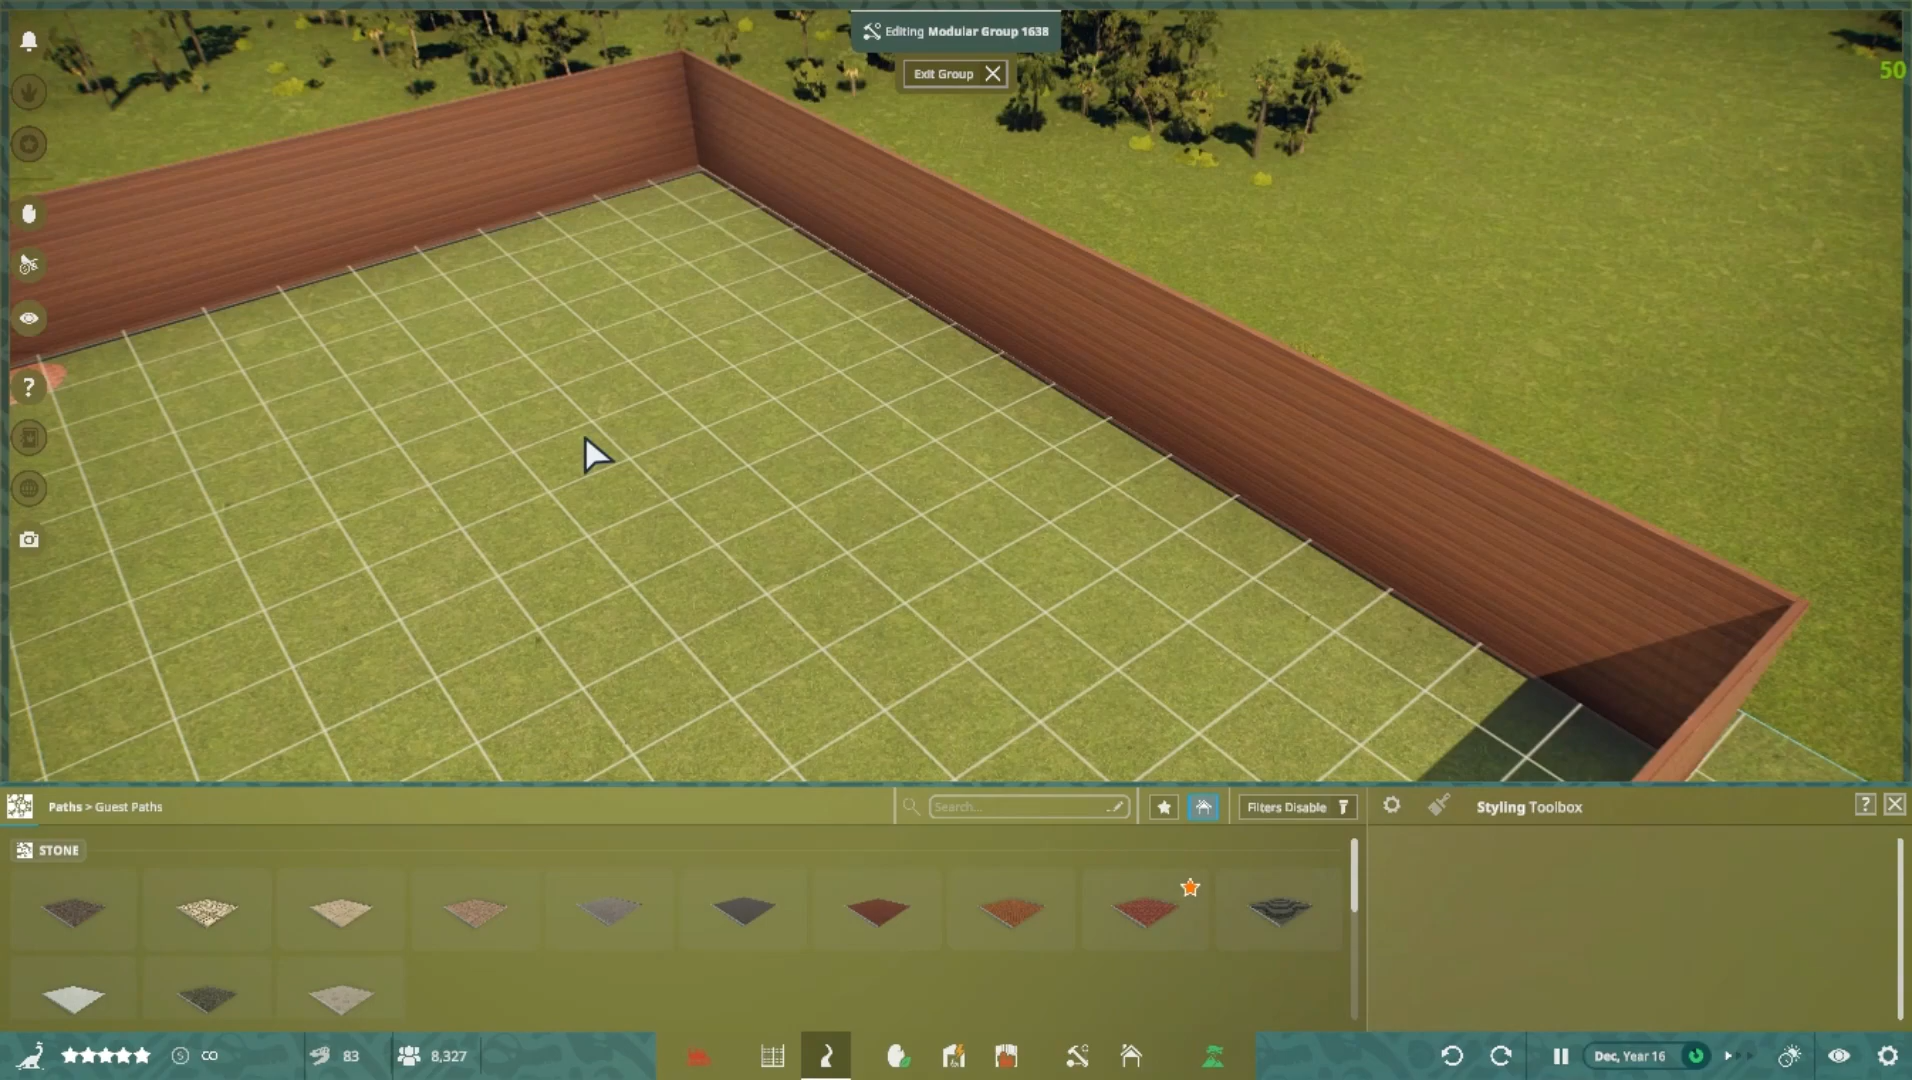 Editing Modular Group 1638
50
Exit Group
?
Paths > Guest Paths
Search...
Filters Disable
Styling Toolbox
?
STONE
83
8,327
Dec, Year 16